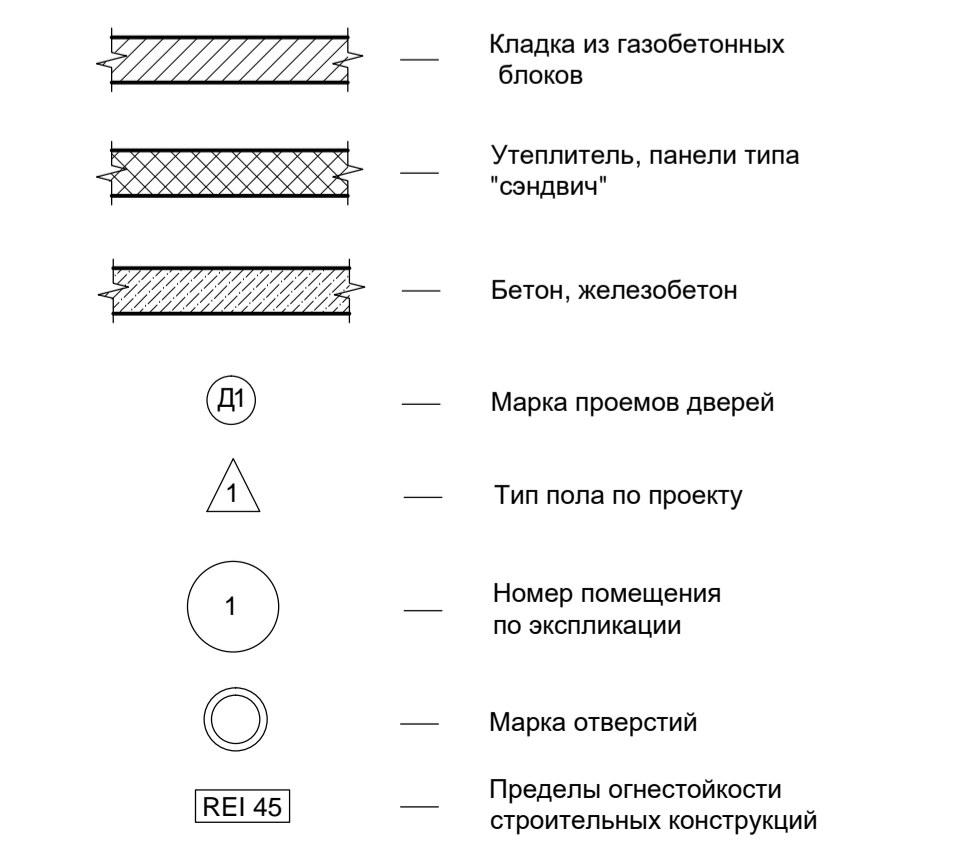 Кладка из газобетонных
блоков
Утеплитель, панели типа
"сэндвич"
Бетон, железобетон
Д1
Марка проемов дверей
1
Тип пола по проекту
1
Номер помещения
по экспликации
Марка отверстий
REI 45
Пределы огнестойкости
строительных конструкций